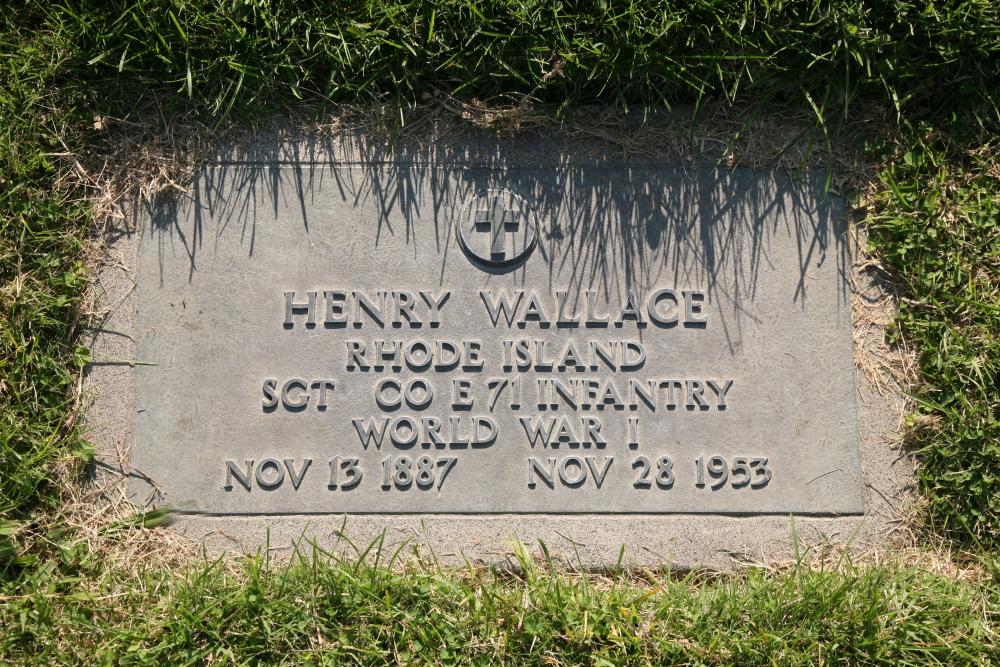 HENRY WALLACE
RHODE ISLAND
SGT CO E 71 INFANTRY
WORLD WAR I
NOV 13 1887 NOV 28 1953